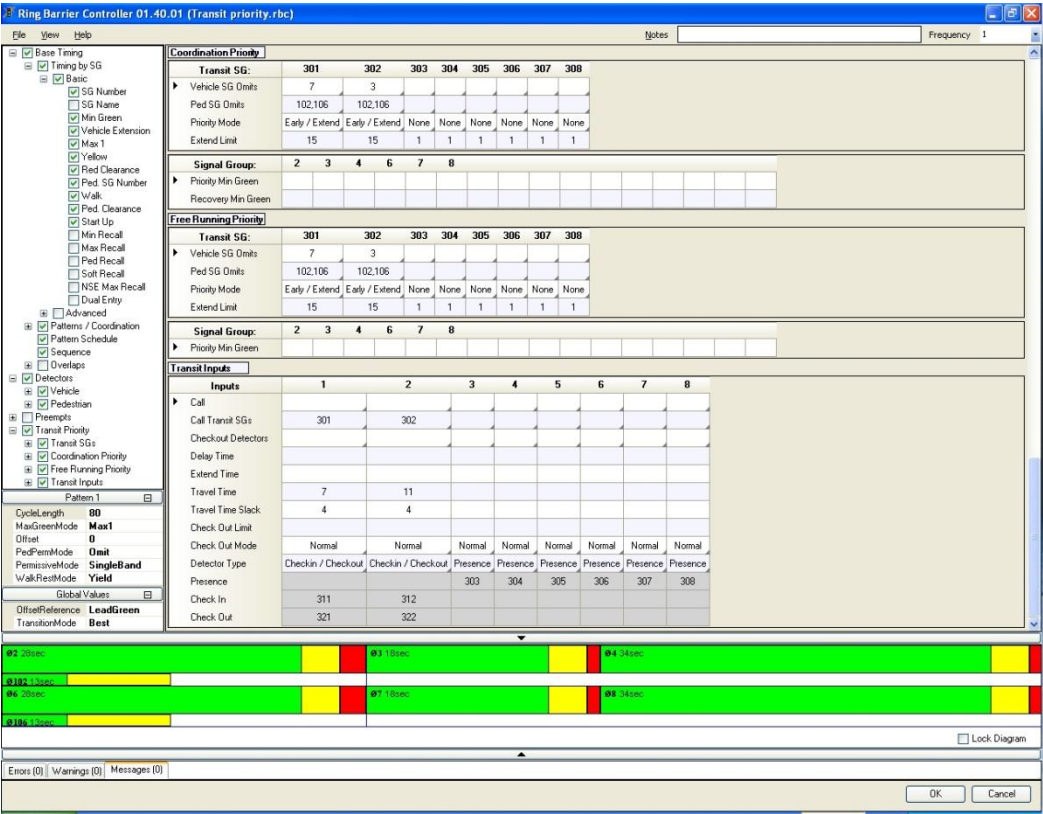 Ring Barrier Controller 01.40.01 (Transit priority.rbc)
File View Help Notes Frequency 1
Base Timing
Timing by SG
Basic
SG Number
SG Name
Min Green
Vehicle Extension
Max 1
Yellow
Red Clearance
Ped. SG Number
Walk
Ped. Clearance
Start Up
Min Recall
Max Recall
Ped Recall
Soft Recall
NSE Max Recall
Dual Entry
Advanced
Patterns / Coordination
Pattern Schedule
Sequence
Overlaps
Detectors
Vehicle
Pedestrian
Preempts
Transit Priority
Transit SGs
Coordination Priority
Free Running Priority
Transit Inputs
Pattern 1
CycleLength 80
MaxGreenMode Max1
Offset 0
PedPermMode Omit
PermissiveMode SingleBand
WalkRestMode Yield
Global Values
OffsetReference LeadGreen
TransitionMode Best
Coordination Priority
Transit SG: 301 302 303 304 305 306 307 308
Vehicle SG Omits 7 3
Ped SG Omits 102,106 102,106
Priority Mode Early / Extend Early / Extend None None None None None None
Extend Limit 15 15 1 1 1 1 1 1
Signal Group: 2 3 4 6 7 8
Priority Min Green
Recovery Min Green
Free Running Priority
Transit SG: 301 302 303 304 305 306 307 308
Vehicle SG Omits 7 3
Ped SG Omits 102,106 102,106
Priority Mode Early / Extend Early / Extend None None None None None None
Extend Limit 15 15 1 1 1 1 1 1
Signal Group: 2 3 4 6 7 8
Priority Min Green
Transit Inputs
Inputs 1 2 3 4 5 6 7 8
Call
Call Transit SGs 301 302
Checkout Detectors
Delay Time
Extend Time
Travel Time 7 11
Travel Time Slack 4 4
Check Out Limit
Check Out Mode Normal Normal Normal Normal Normal Normal Normal Normal
Detector Type Checkin / Checkout Checkin / Checkout Presence Presence Presence Presence Presence Presence
Presence 303 304 305 306 307 308
Check In 311 312
Check Out 321 322
Ø2 28sec Ø3 18sec Ø4 34sec
Ø102 13sec
Ø6 28sec Ø7 18sec Ø8 34sec
Ø106 13sec
Lock Diagram
Errors (0) Warnings (0) Messages (0)
OK Cancel